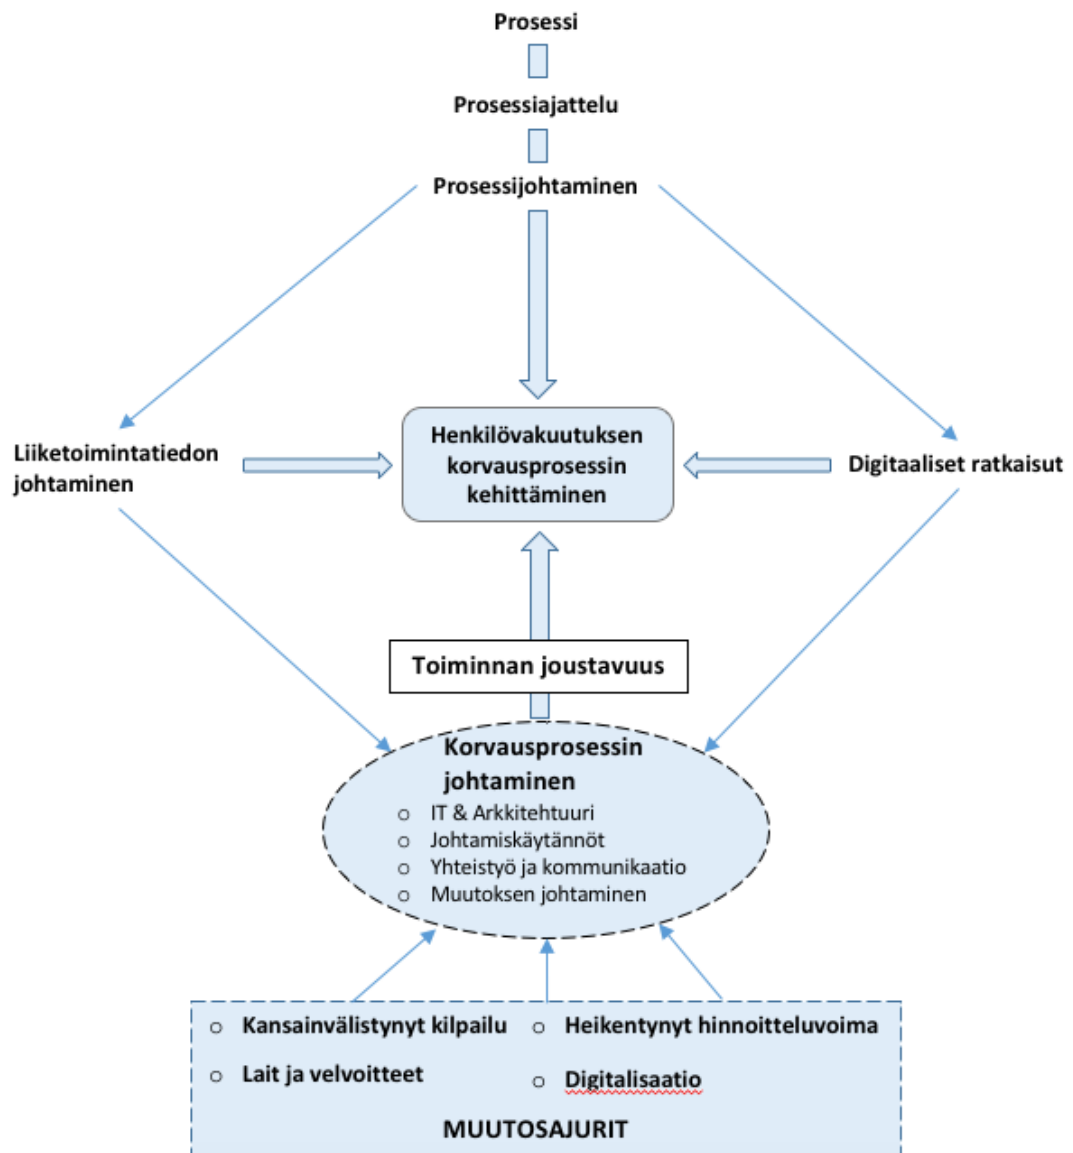 Prosessi
Prosessiajattelu
Prosessijohtaminen
Liiketoimintatiedon
johtaminen
Henkilövakuutuksen
korvausprosessin
kehittäminen
Digitaaliset ratkaisut
Toiminnan joustavuus
Korvausprosessin
johtaminen
o IT & Arkkitehtuuri
o Johtamiskäytännöt
o Yhteistyö ja kommunikaatio
o Muutoksen johtaminen
o Kansainvälistynyt kilpailu
o Heikentynyt hinnoitteluvoima
o Lait ja velvoitteet
o Digitalisaatio
MUUTOSAJURIT